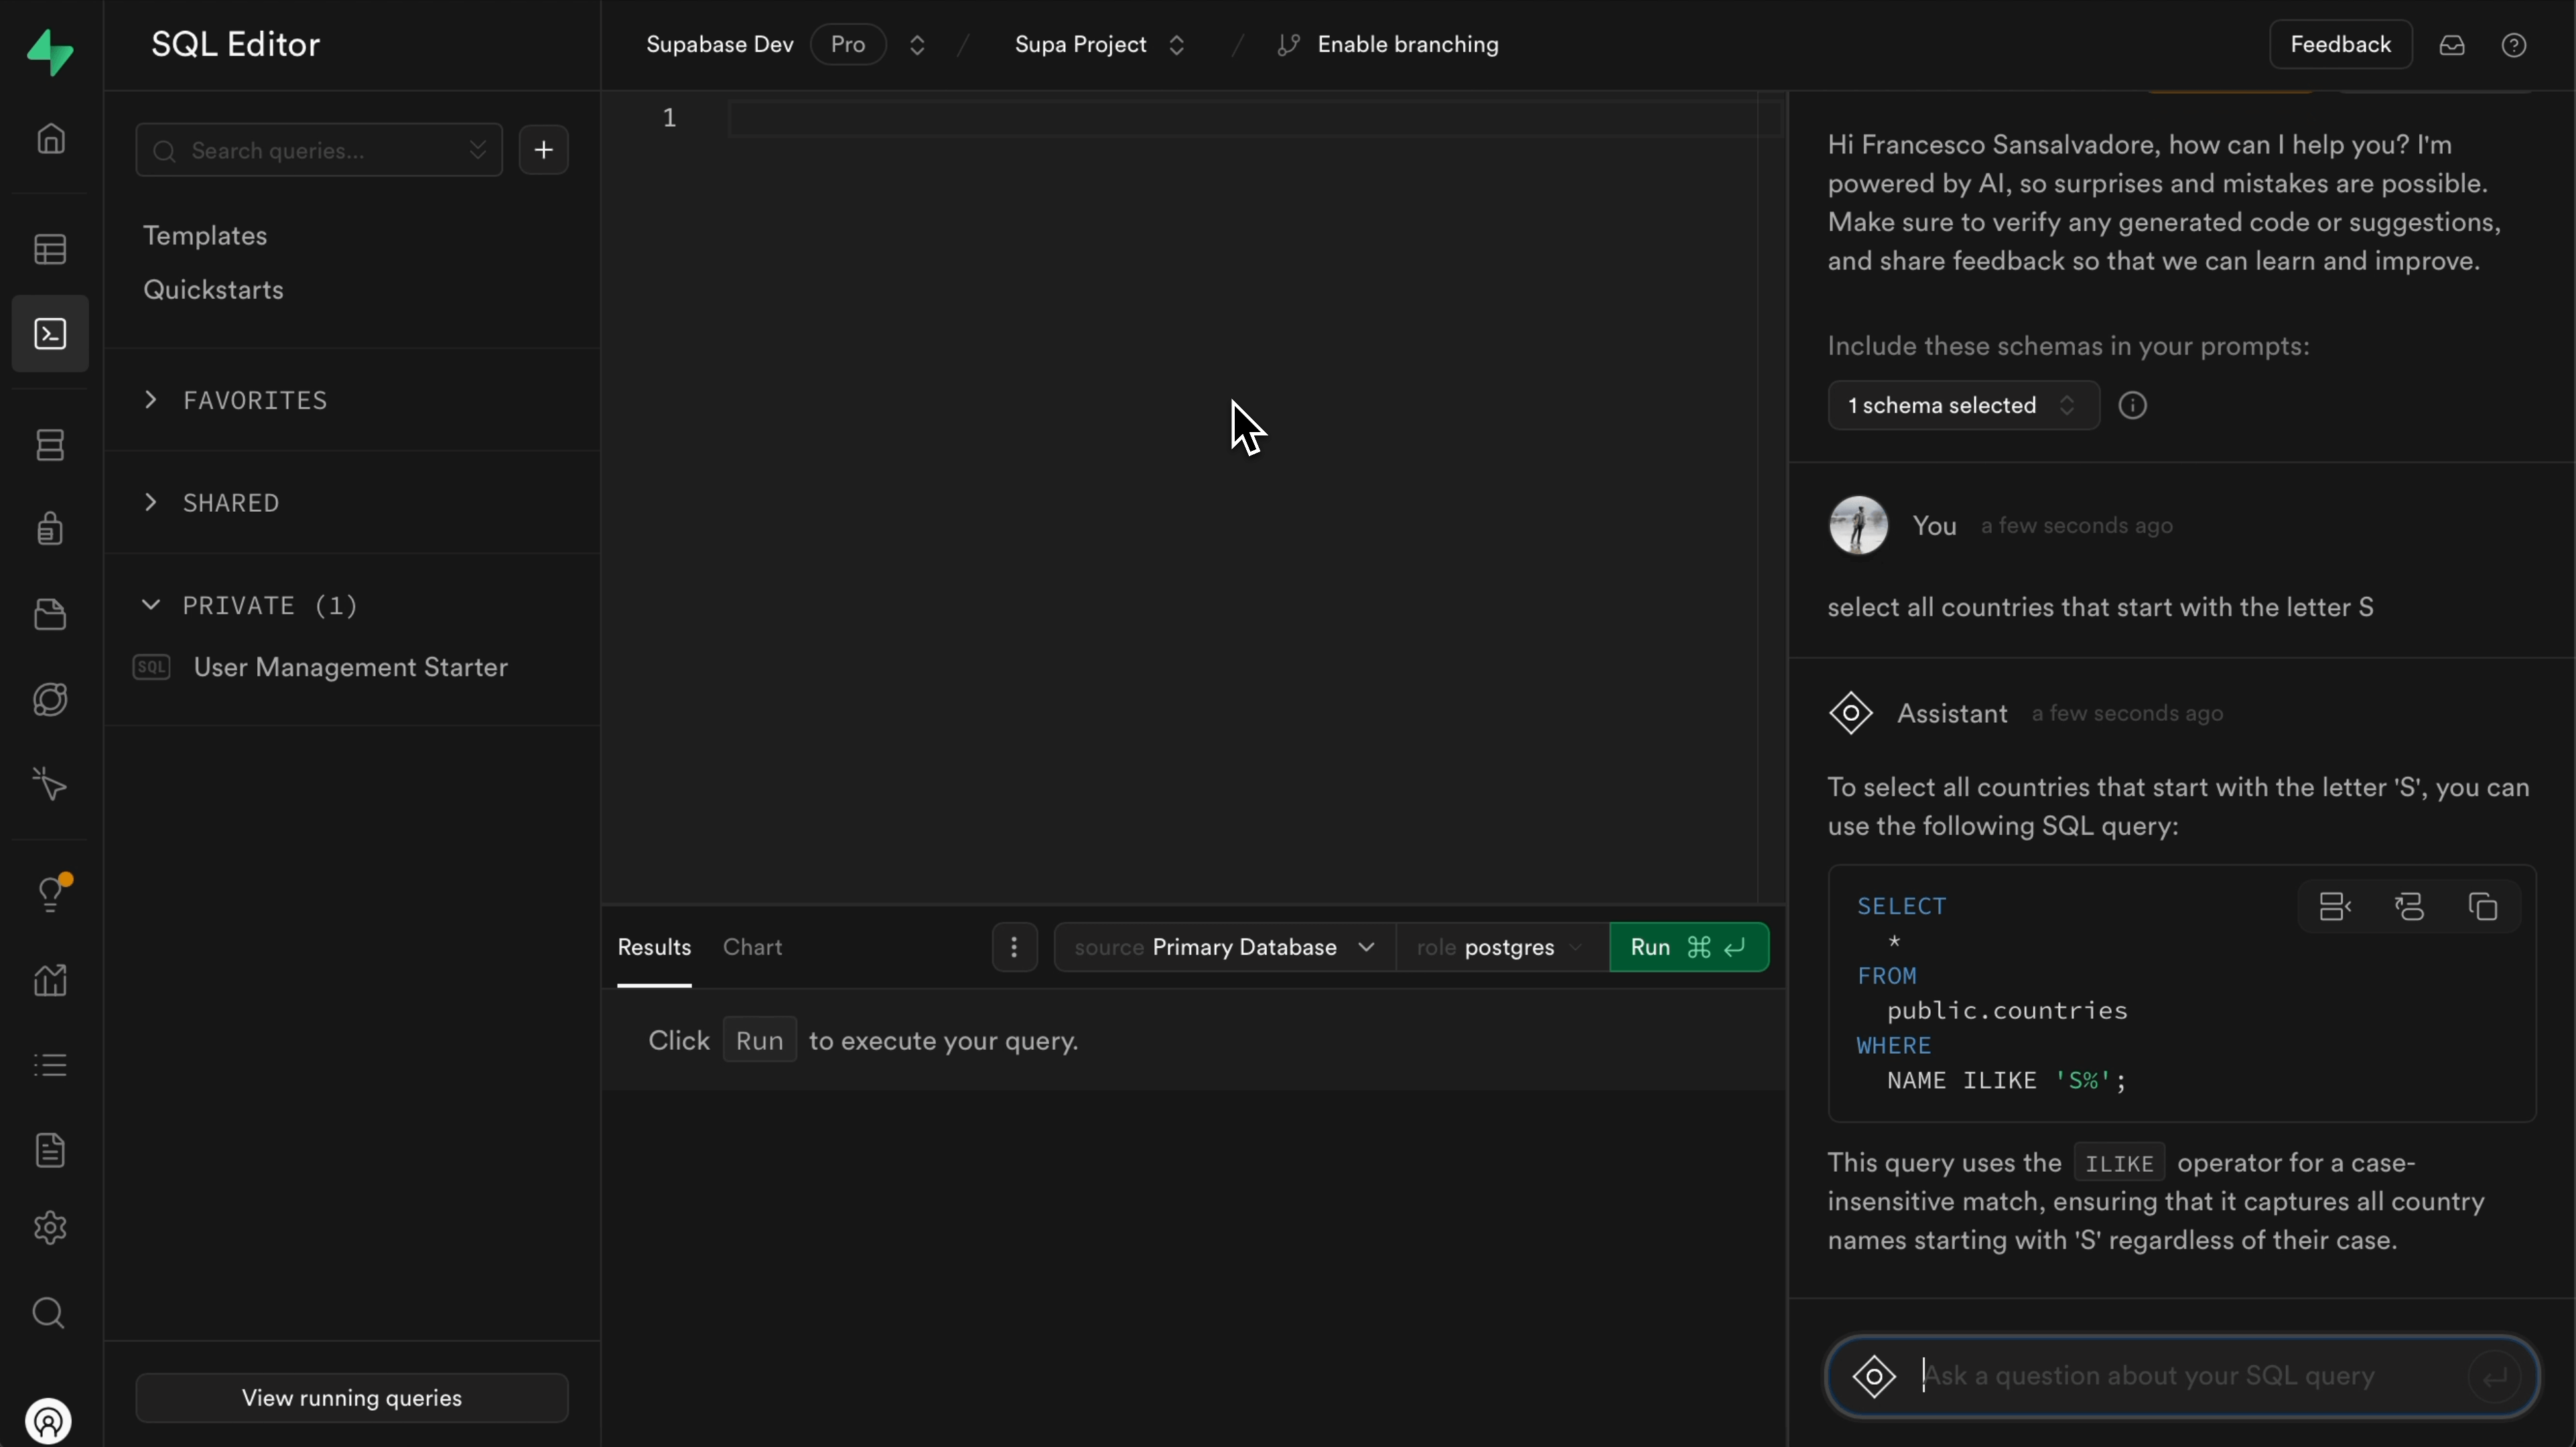 SQL Editor
Supabase Dev Pro / Supa Project / Enable branching
Feedback
Search queries...
Templates
Quickstarts
FAVORITES
SHARED
PRIVATE (1)
SQL User Management Starter
View running queries
1
Results Chart
source Primary Database role postgres Run ⌘
Click Run to execute your query.
Hi Francesco Sansalvadore, how can I help you? I'm
powered by AI, so surprises and mistakes are possible.
Make sure to verify any generated code or suggestions,
and share feedback so that we can learn and improve.
Include these schemas in your prompts:
1 schema selected
You a few seconds ago
select all countries that start with the letter S
Assistant a few seconds ago
To select all countries that start with the letter 'S', you can
use the following SQL query:
SELECT
*
FROM
public.countries
WHERE
NAME ILIKE 'S%';
This query uses the ILIKE operator for a case-
insensitive match, ensuring that it captures all country
names starting with 'S' regardless of their case.
Ask a question about your SQL query